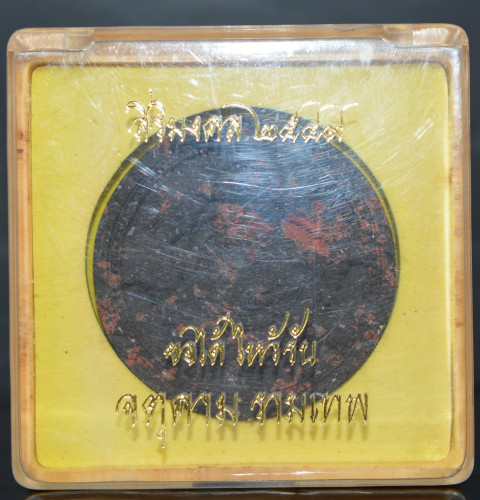 สิริมงคล ๒๕๔๙
ขอได้ไหว้รับ
จตุคาม รามเทพ